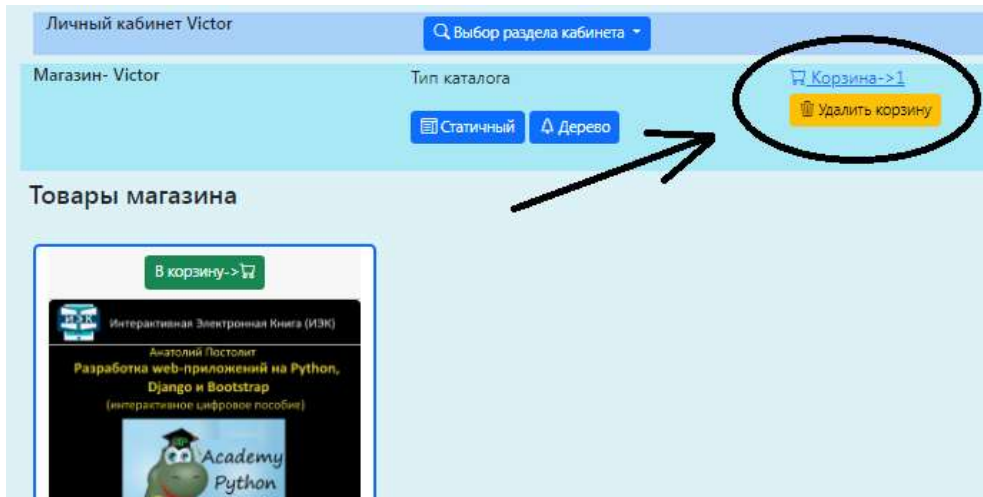 Личный кабинет Victor
Выбор раздела кабинета
Магазин- Victor
Тип каталога
Корзина->1
Удалить корзину
Статичный
Дерево
Товары магазина
В корзину->
ИЭК
Интерактивная Электронная Книга (ИЭК)
Анатолий Постолит
Разработка web-приложений на Python,
Django и Bootstrap
(интерактивное цифровое пособие)
Academy
Python